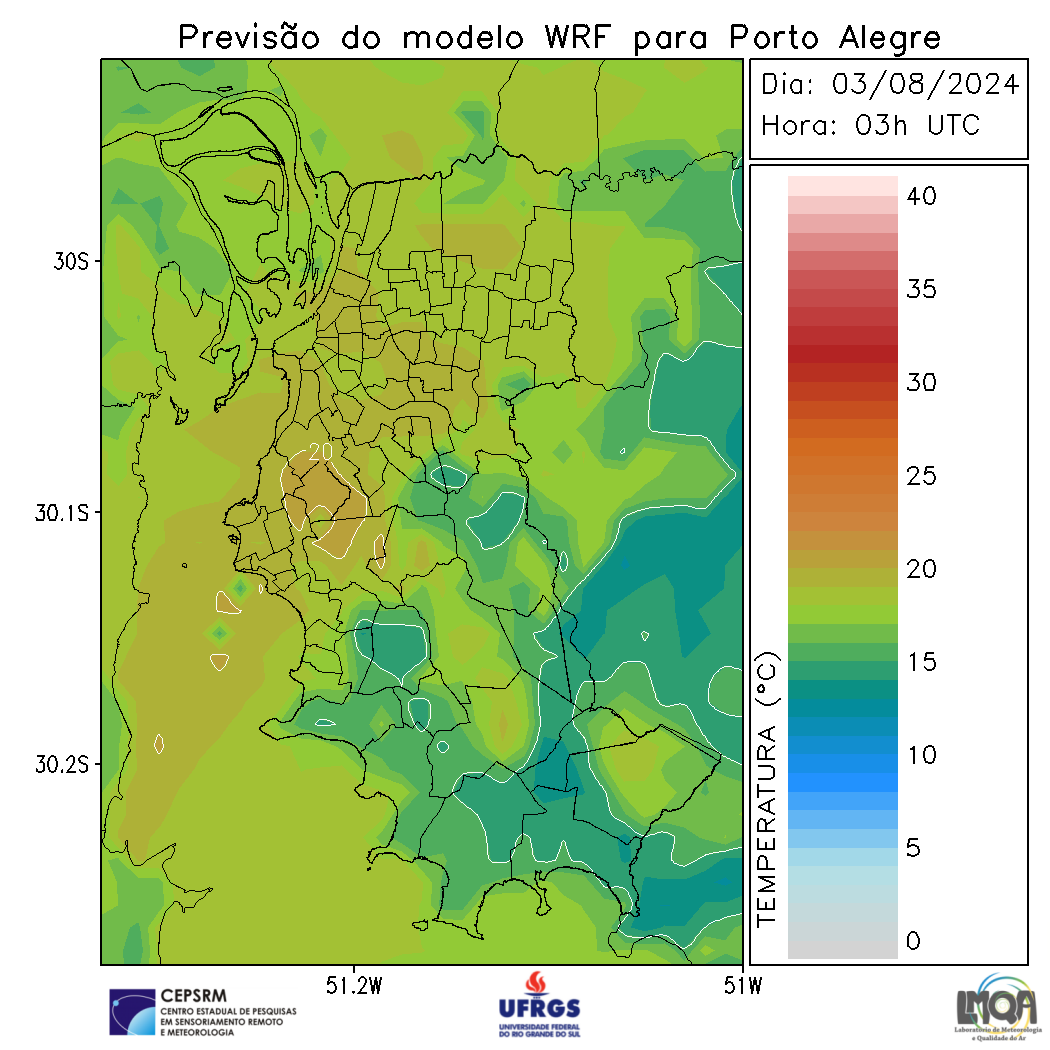 Previsão do modelo WRF para Porto Alegre
Dia: 03/08/2024
Hora: 03h UTC
30S
30.1S
30.2S
51.2W
51W
20
40
35
30
25
20
15
10
5
0
TEMPERATURA (°C)
CEPSRM
CENTRO ESTADUAL DE PESQUISAS
EM SENSORIAMENTO REMOTO
E METEOROLOGIA
UFRGS
UNIVERSIDADE FEDERAL
DO RIO GRANDE DO SUL
LMQA
Laboratório de Meteorologia
e Qualidade do Ar